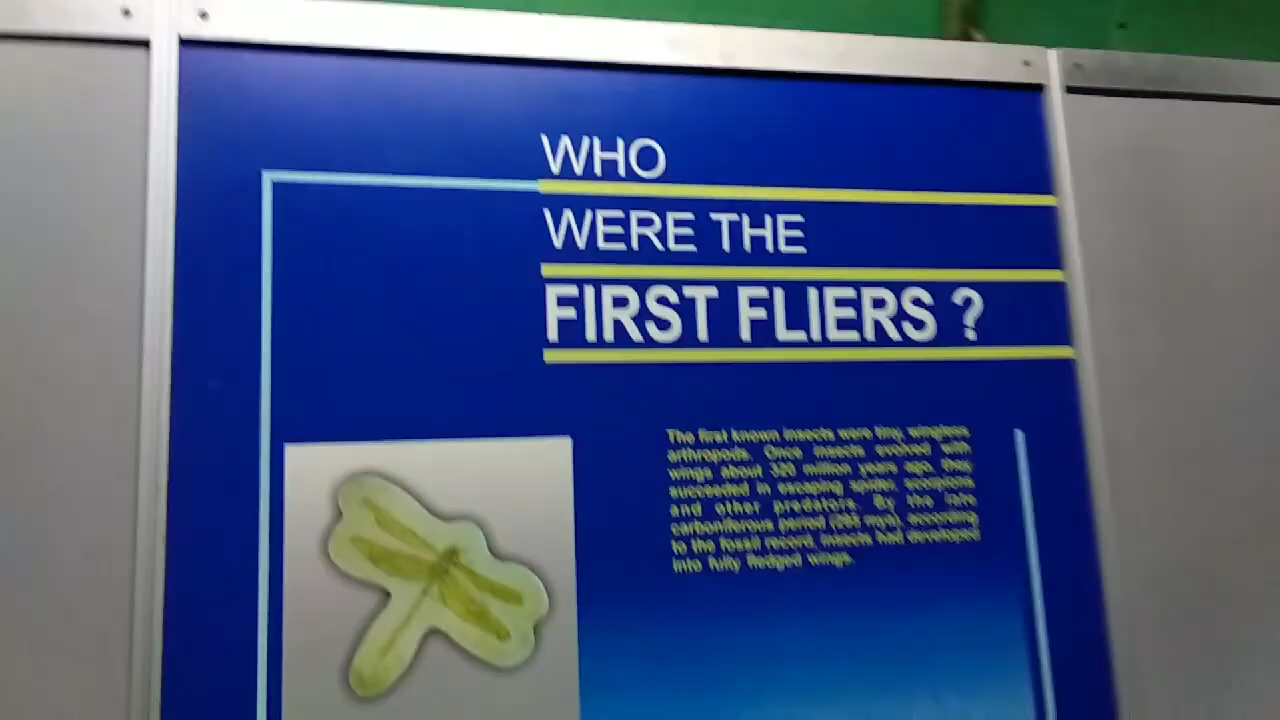 WHO
WERE THE
FIRST FLIERS ?
The first known insects were tiny, wingless
arthropods. Once insects evolved with
wings about 320 million years ago, they
succeeded in escaping spider, scorpions
and other predators. By the late
carboniferous period (283 mya), according
to the fossil record, insects had developed
into fully fledged wings.